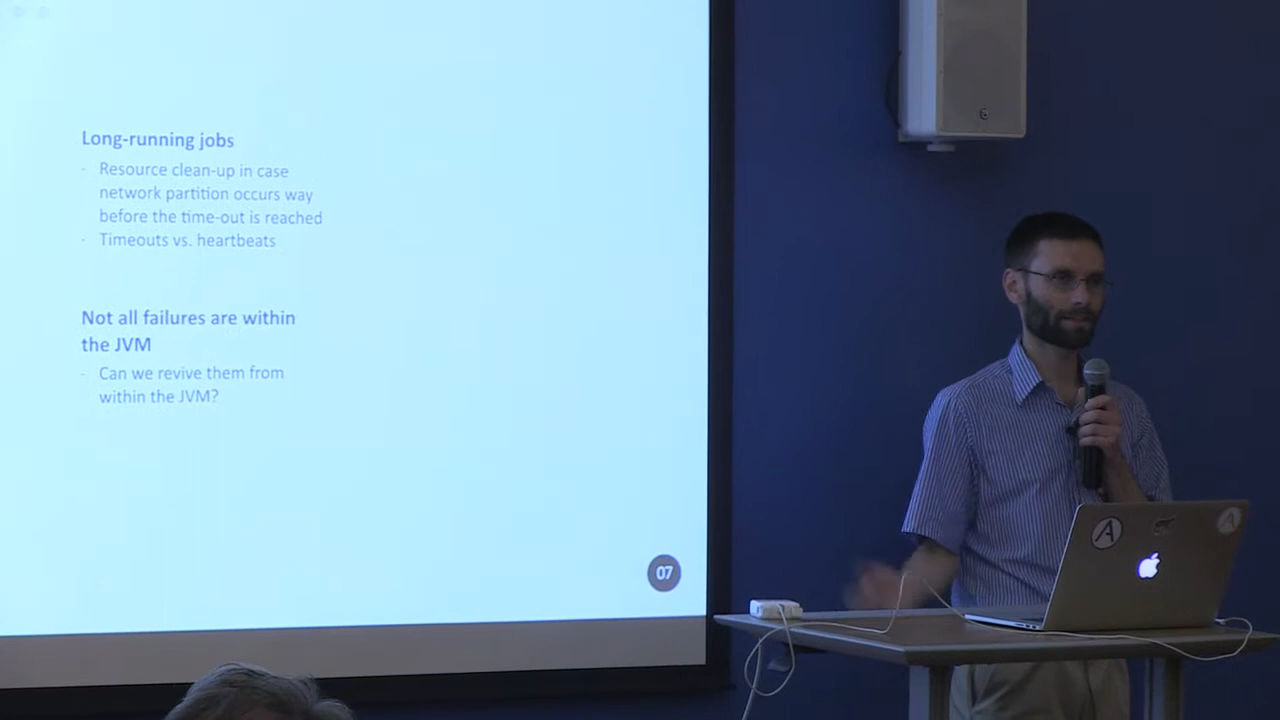 Long-running jobs
- Resource clean-up in case
network partition occurs way
before the time-out is reached
- Timeouts vs. heartbeats
Not all failures are within
the JVM
- Can we revive them from
within the JVM?
07